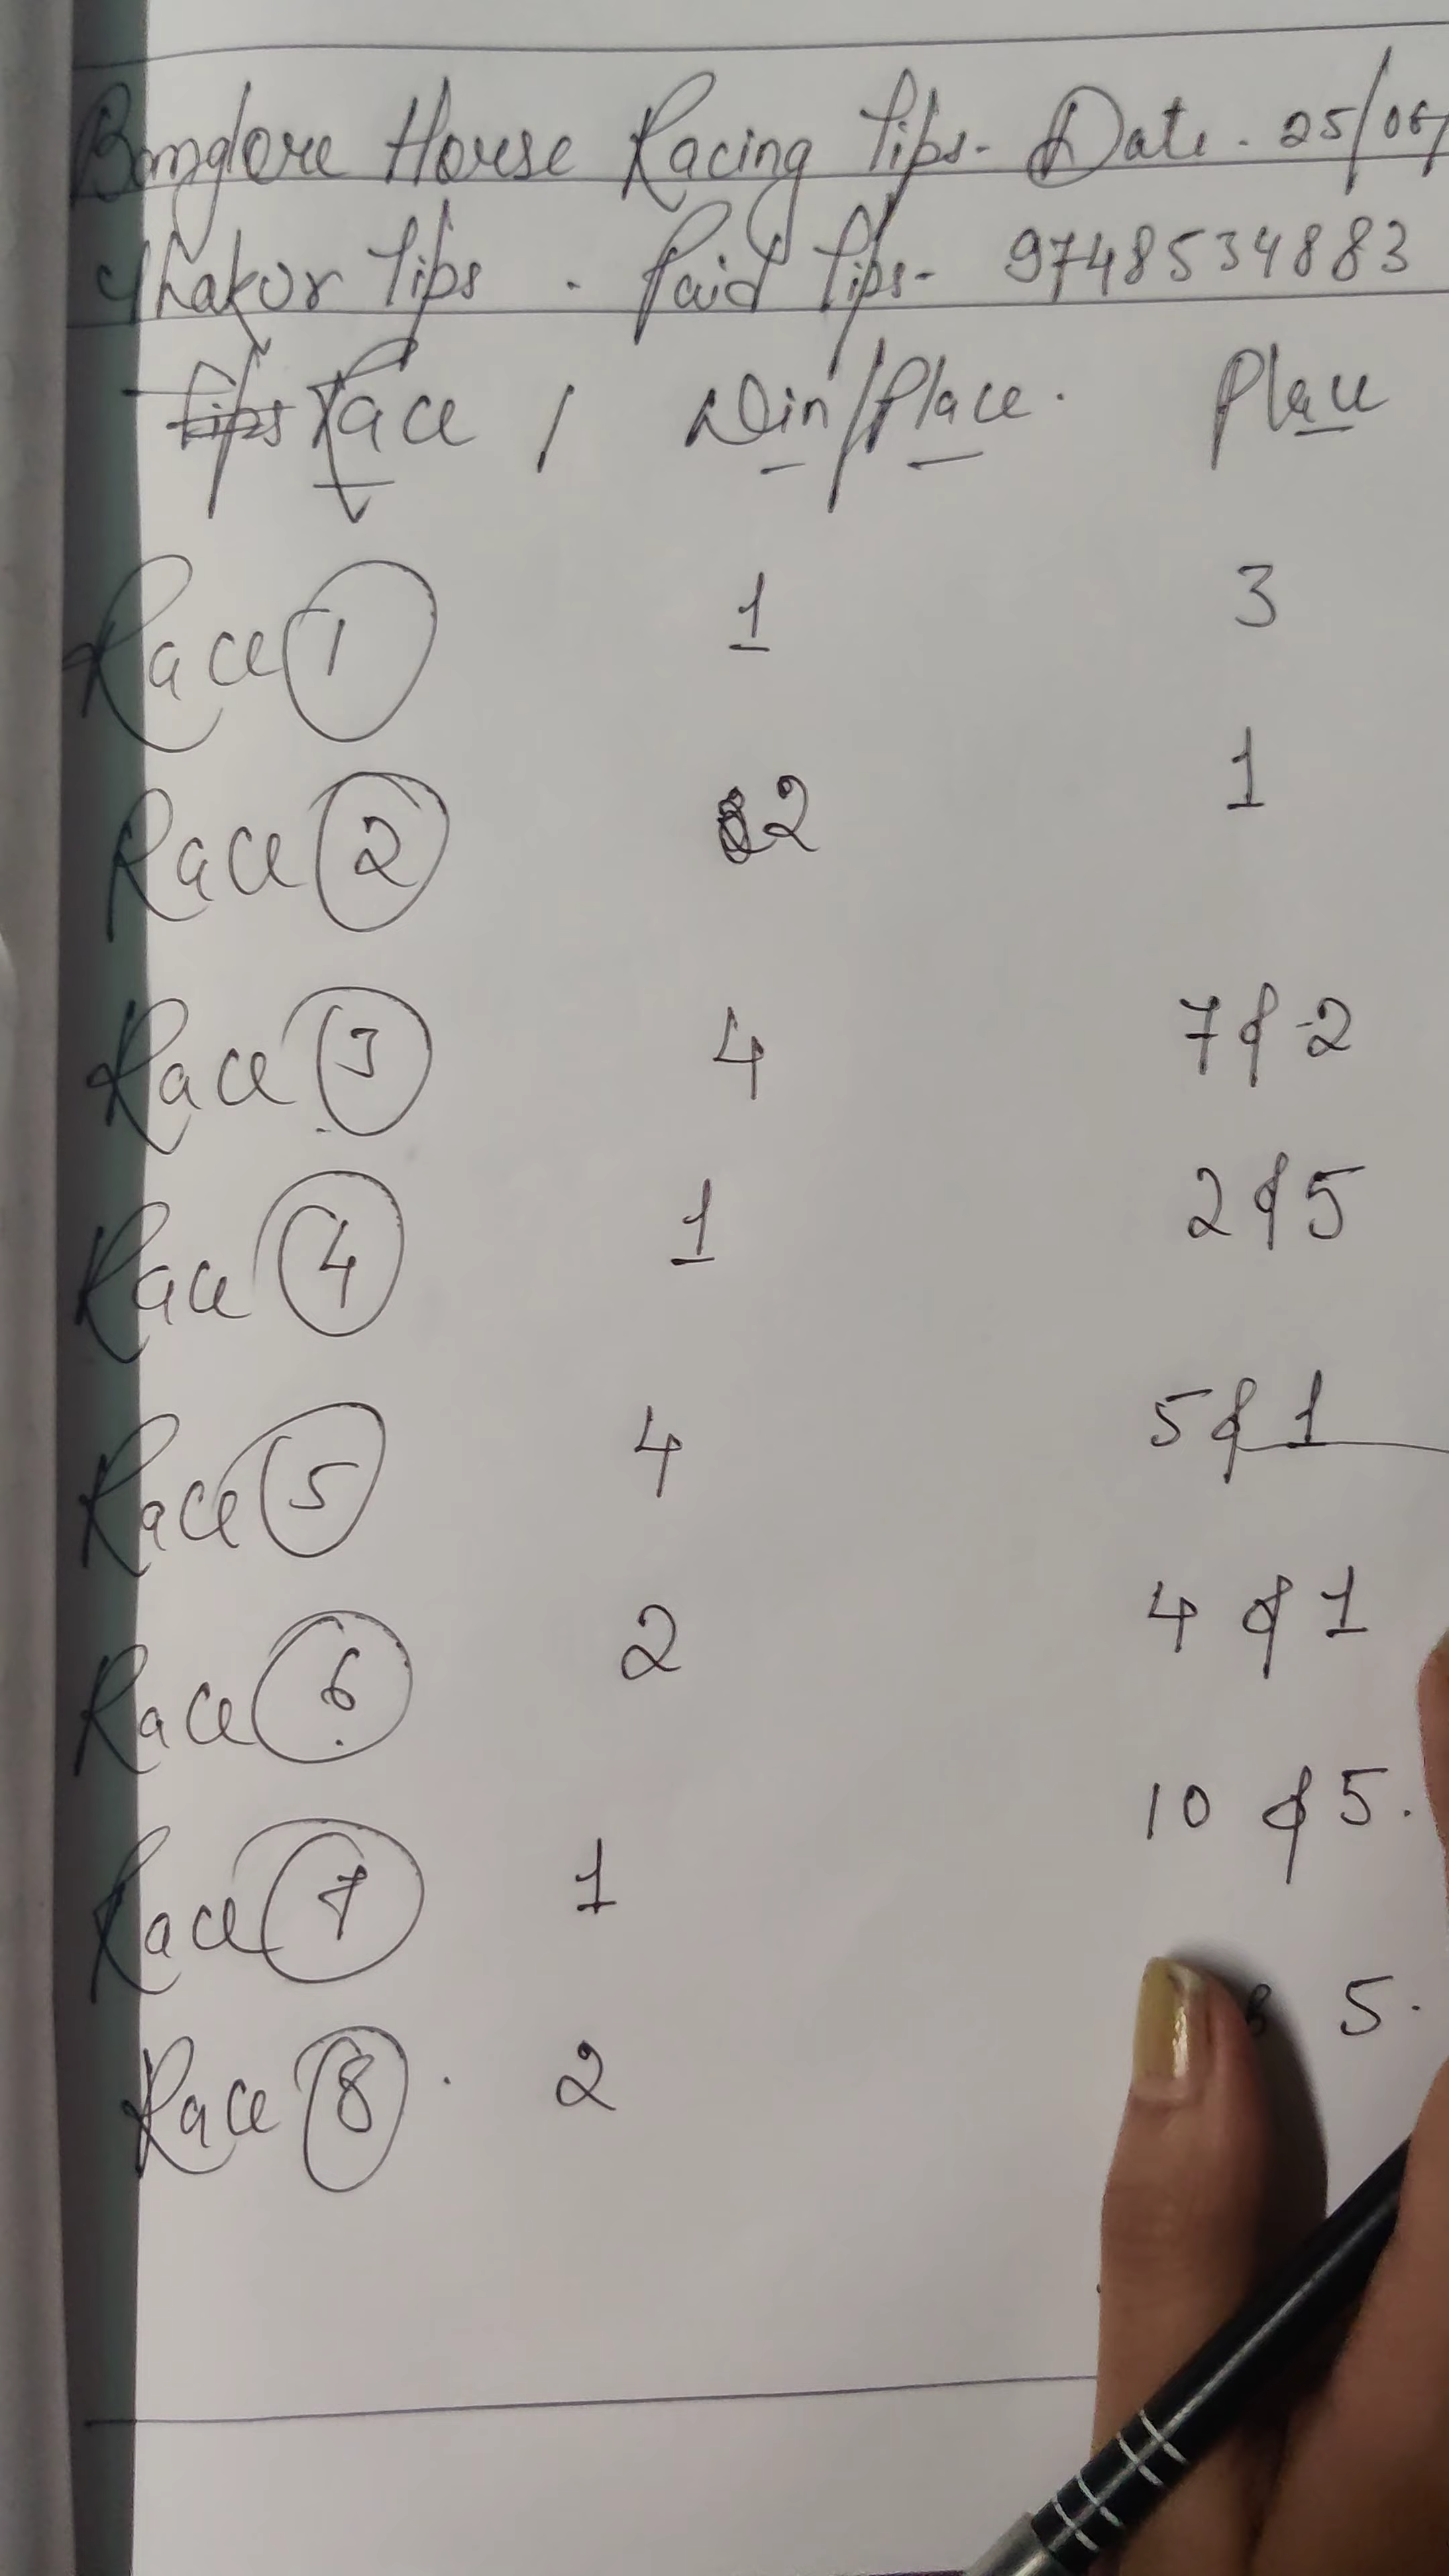 Banglore Horse Racing Tips- Date. 25/06/
Thakor Tips . Paid Tips- 9748534883
Race / Win/Place. Place
Race 1 1 3
Race 2 2 1
Race 3 4 7 & 2
Race 4 1 2 & 5
Race 5 4 5 & 1
Race 6 2 4 & 1
Race 7 1 10 & 5.
Race 8. 2 5.